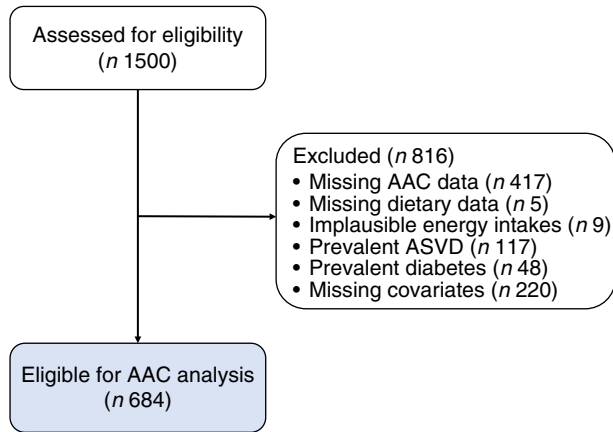 Assessed for eligibility
(n 1500)
Excluded (n 816)
• Missing AAC data (n 417)
• Missing dietary data (n 5)
• Implausible energy intakes (n 9)
• Prevalent ASVD (n 117)
• Prevalent diabetes (n 48)
• Missing covariates (n 220)
Eligible for AAC analysis
(n 684)